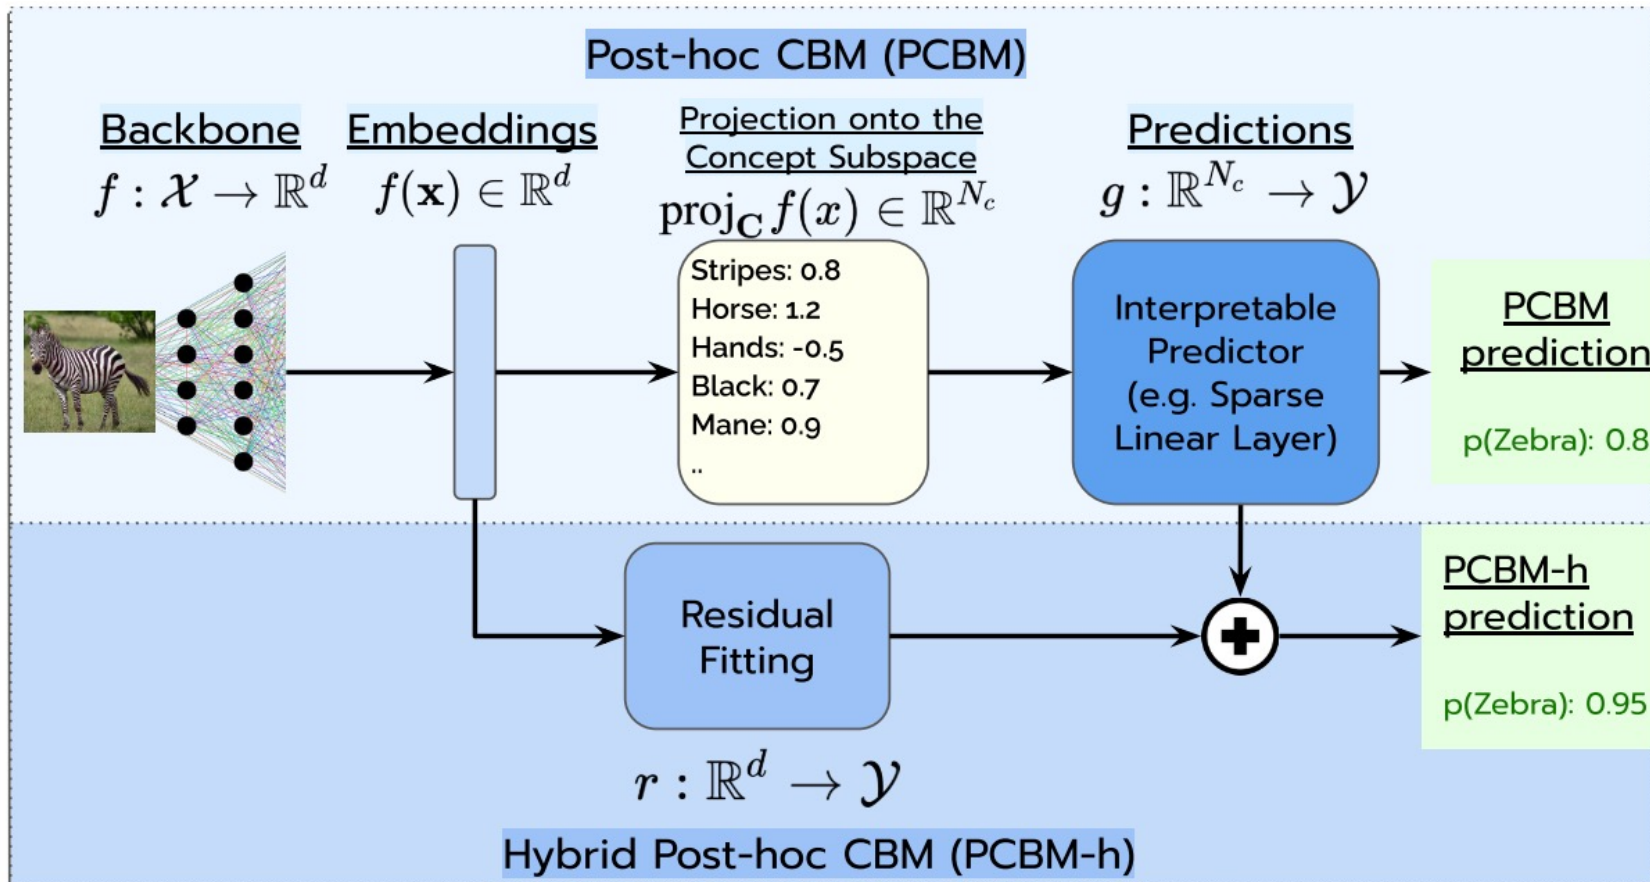 Post-hoc CBM (PCBM)
Backbone
f : 𝒳 → ℝ^d
Embeddings
f(𝐱) ∈ ℝ^d
Projection onto the
Concept Subspace
proj_𝐂 f(x) ∈ ℝ^{N_c}
Predictions
g : ℝ^{N_c} → 𝒴
Stripes: 0.8
Horse: 1.2
Hands: -0.5
Black: 0.7
Mane: 0.9
..
Interpretable
Predictor
(e.g. Sparse
Linear Layer)
PCBM
prediction
p(Zebra): 0.8
Residual
Fitting
r : ℝ^d → 𝒴
PCBM-h
prediction
p(Zebra): 0.95
Hybrid Post-hoc CBM (PCBM-h)